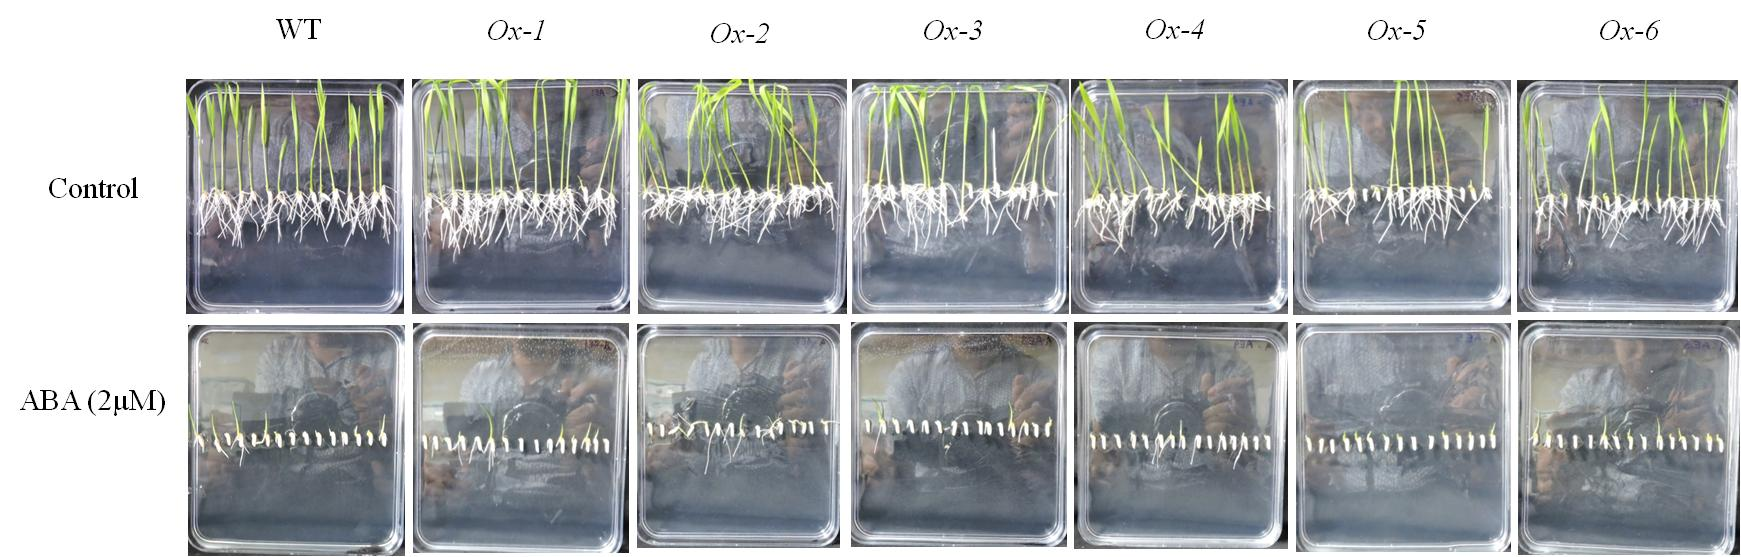 WT Ox-1 Ox-2 Ox-3 Ox-4 Ox-5 Ox-6
Control
ABA (2μM)